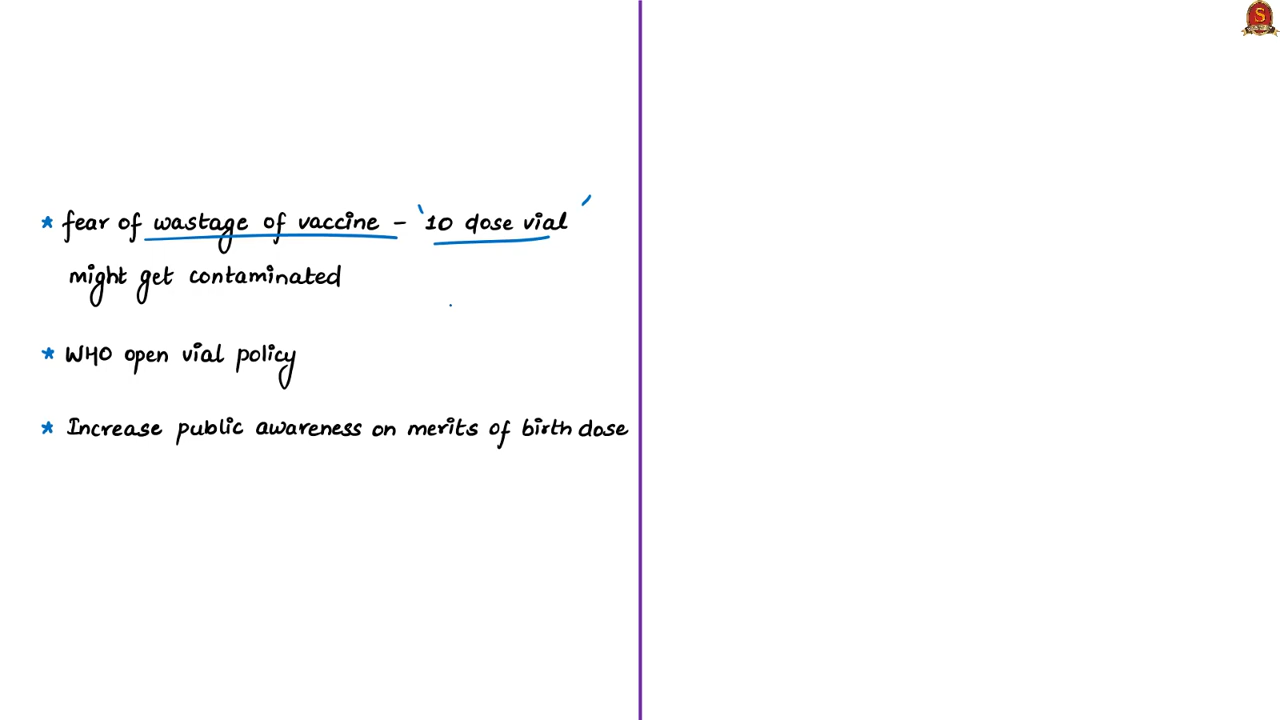 * fear of wastage of vaccine - '10 dose vial'
might get contaminated
* WHO open vial policy
* Increase public awareness on merits of birth dose
S